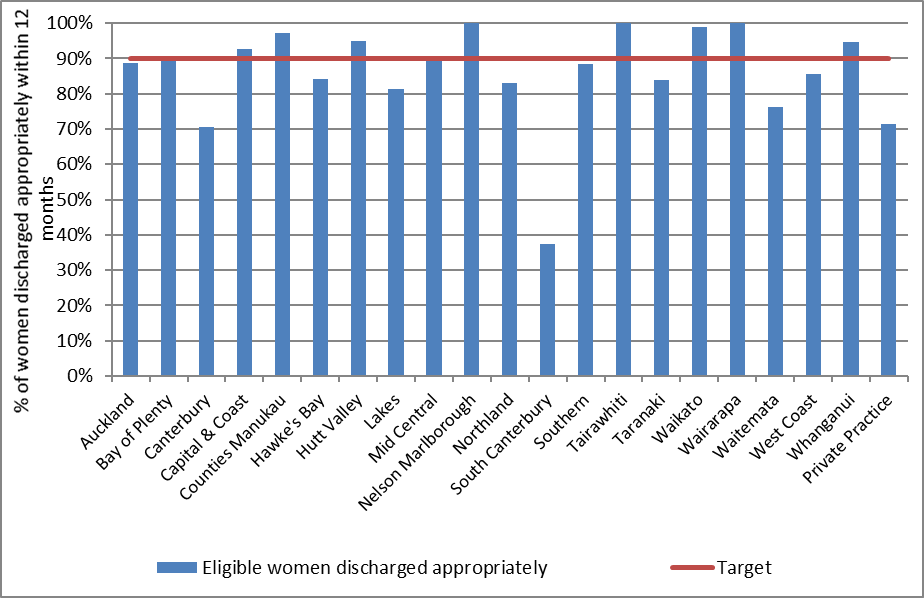 % of women discharged appropriately within 12
months
100%
90%
80%
70%
60%
50%
40%
30%
20%
10%
0%
Auckland
Bay of Plenty
Canterbury
Capital & Coast
Counties Manukau
Hawke's Bay
Hutt Valley
Lakes
Mid Central
Nelson Marlborough
Northland
South Canterbury
Southern
Tairawhiti
Taranaki
Waikato
Wairarapa
Waitemata
West Coast
Whanganui
Private Practice
Eligible women discharged appropriately
Target